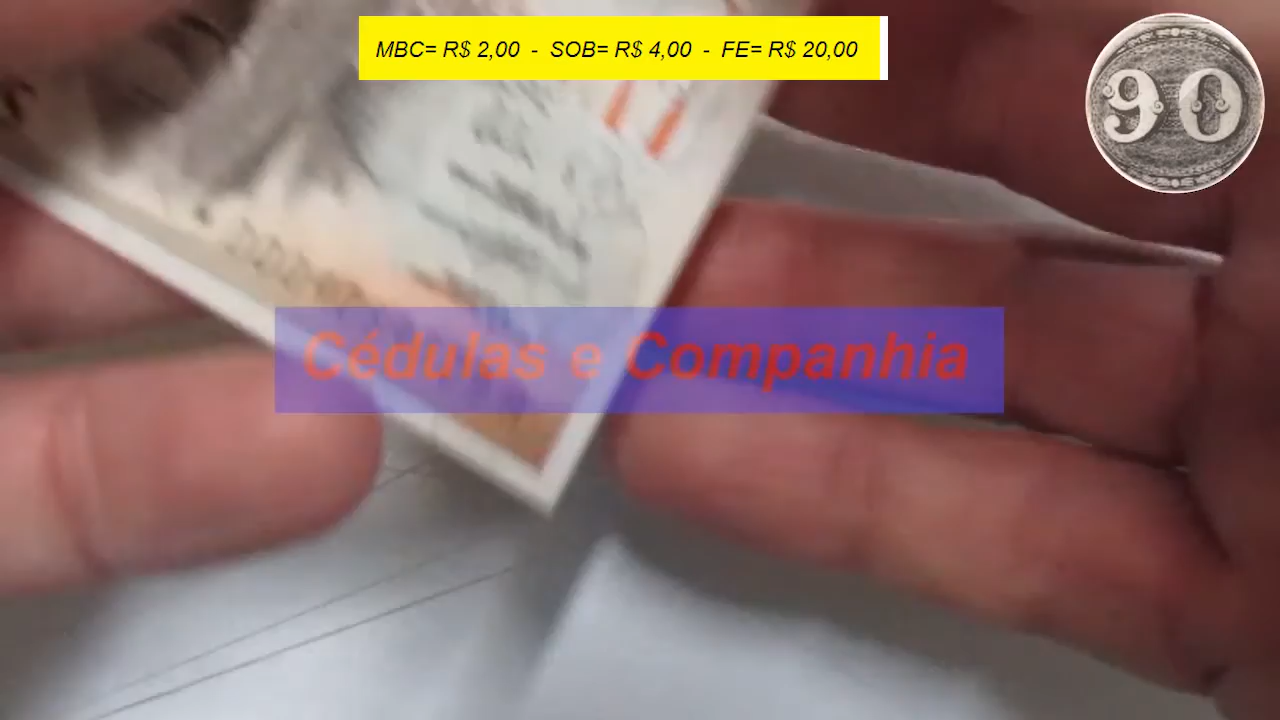 MBC= R$ 2,00 - SOB= R$ 4,00 - FE= R$ 20,00
90
Cédulas e Companhia